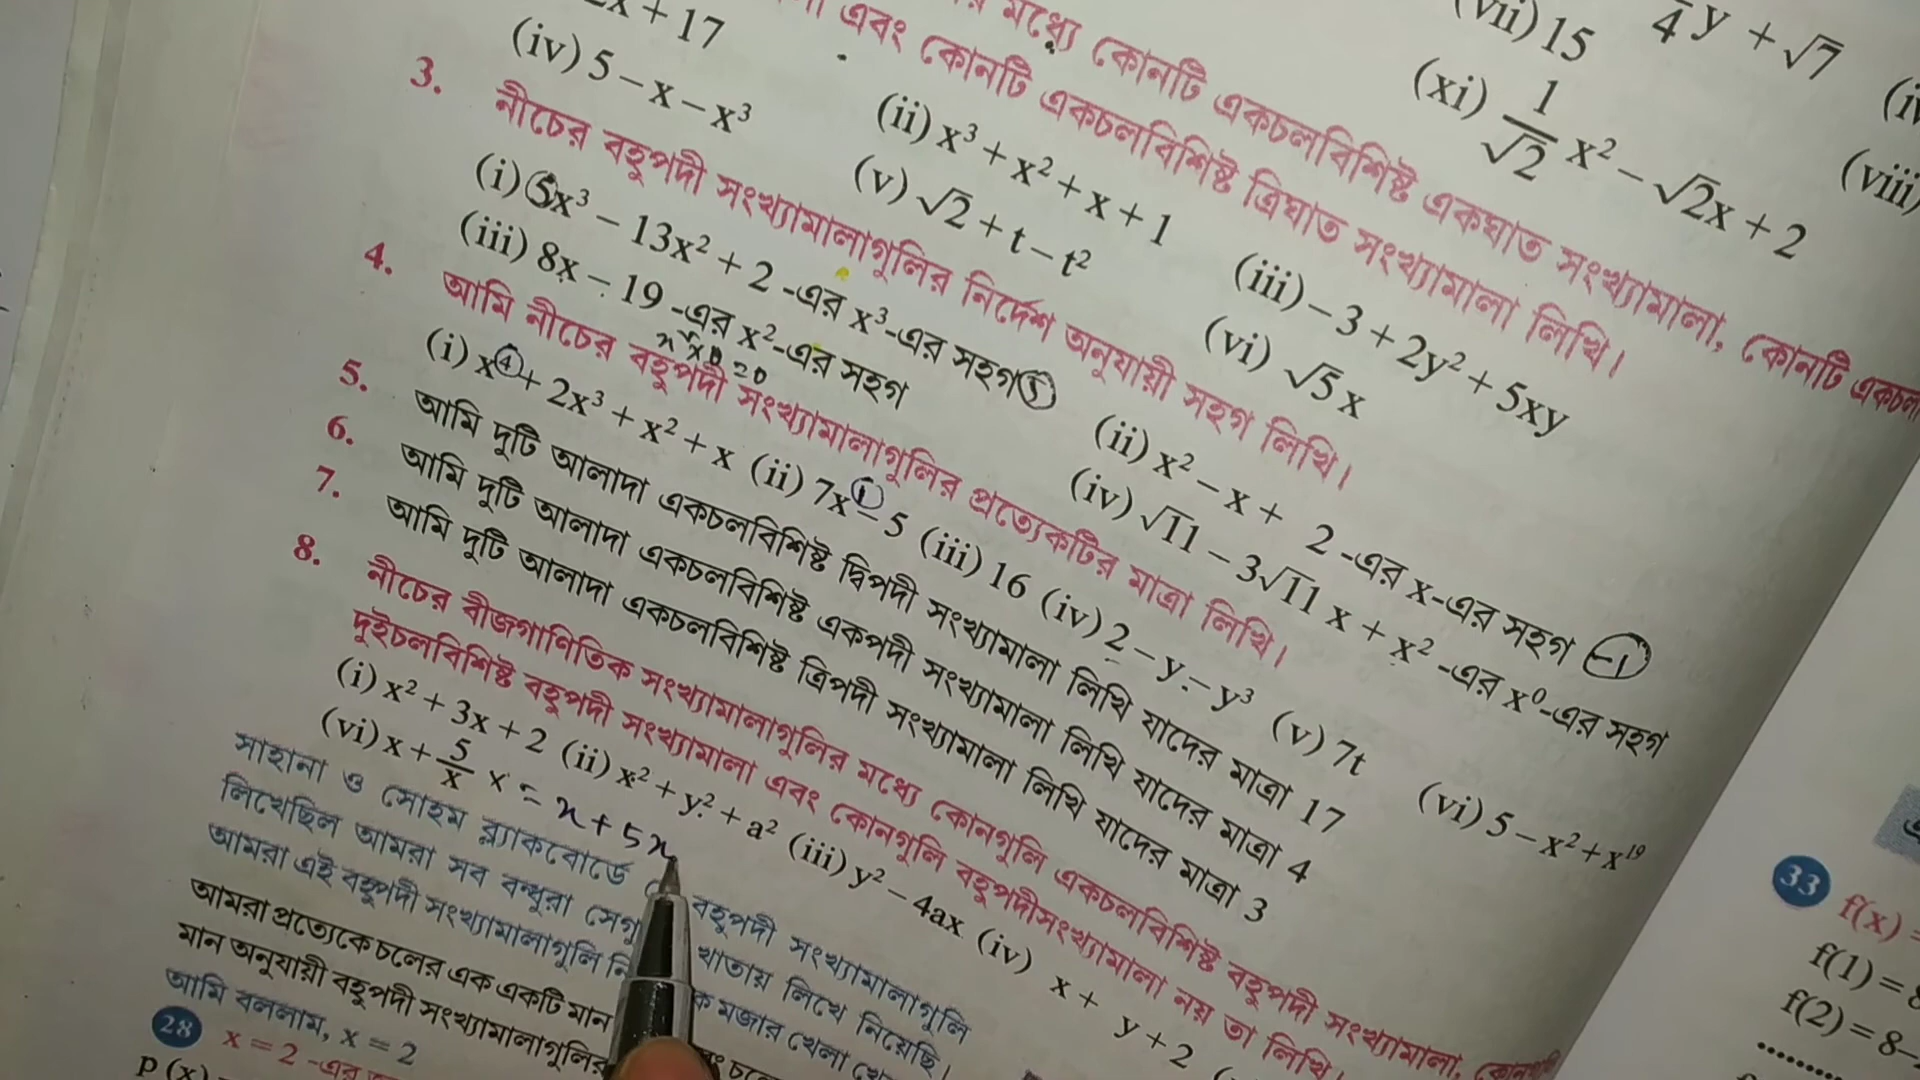 x + 17
(vii) 15
y + √7
(iv) 5 – x – x³
(ii) x³ + x² + x + 1
(xi) 1/√2 x² – √2x + 2
(viii)
(v) √2 + t – t²
(iii) – 3 + 2y² + 5xy
(vi) √5 x
মধ্যে কোনটি একচলবিশিষ্ট একঘাত সংখ্যামালা, কোনটি
এবং কোনটি একচলবিশিষ্ট ত্রিঘাত সংখ্যামালা লিখি।
3. নীচের বহুপদী সংখ্যামালাগুলির নির্দেশ অনুযায়ী সহগ লিখি।
(i) 5x³ – 13x² + 2 -এর x³-এর সহগ 5
(ii) x² – x + 2 -এর x-এর সহগ –1
(iii) 8x – 19 -এর x²-এর সহগ
(iv) √11 – 3√11 x + x² -এর x⁰-এর সহগ
4. আমি নীচের বহুপদী সংখ্যামালাগুলির প্রত্যেকটির মাত্রা লিখি।
(i) x⁴ + 2x³ + x² + x (ii) 7x – 5 (iii) 16 (iv) 2 – y – y³ (v) 7t (vi) 5 – x² + x¹⁹
5. আমি দুটি আলাদা একচলবিশিষ্ট দ্বিপদী সংখ্যামালা লিখি যাদের মাত্রা 17
6. আমি দুটি আলাদা একচলবিশিষ্ট একপদী সংখ্যামালা লিখি যাদের মাত্রা 4
7. আমি দুটি আলাদা একচলবিশিষ্ট ত্রিপদী সংখ্যামালা লিখি যাদের মাত্রা 3
8. নীচের বীজগাণিতিক সংখ্যামালাগুলির মধ্যে কোনগুলি একচলবিশিষ্ট বহুপদী সংখ্যামালা,
দুইচলবিশিষ্ট বহুপদী সংখ্যামালা এবং কোনগুলি বহুপদীসংখ্যামালা নয় তা লিখি।
(i) x² + 3x + 2 (ii) x² + y² + a² (iii) y² – 4ax (iv) x + y + 2
(vi) x + 5/x x = x + 5x
সাহানা ও সোহম ব্ল্যাকবোর্ডে বহুপদী সংখ্যামালাগুলি
লিখেছিল আমরা সব বন্ধুরা খাতায় লিখে নিয়েছি।
আমরা এই বহুপদী সংখ্যামালাগুলি মজার খেলা
আমরা প্রত্যেকে চলের এক একটি মান
মান অনুযায়ী বহুপদী সংখ্যামালাগুলির
আমি বললাম, x = 2
28 x = 2 -এর
p (x)
33 f(x) =
f(1) = 8
f(2) = 8–